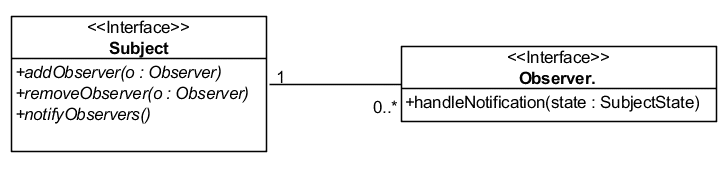 <<Interface>>
Subject
+addObserver(o : Observer)
+removeObserver(o : Observer)
+notifyObservers()
1
0..*
<<Interface>>
Observer.
+handleNotification(state : SubjectState)